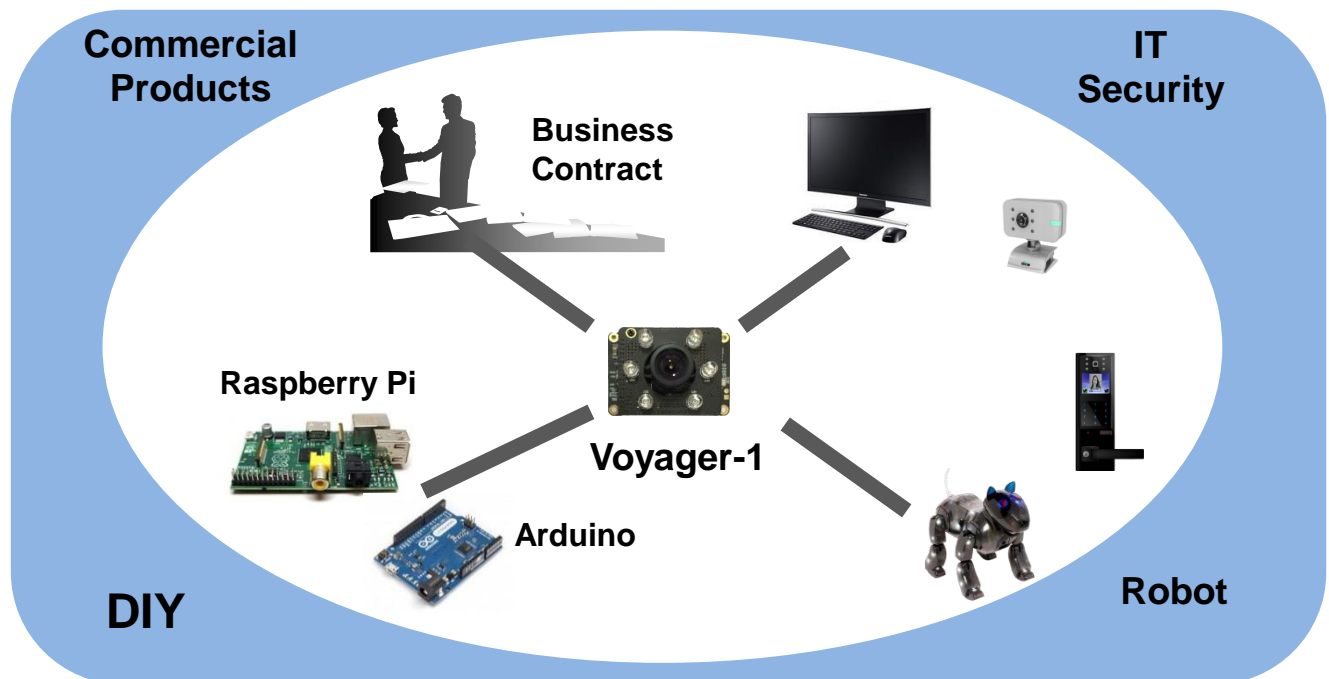 Commercial
Products
IT
Security
Business
Contract
Raspberry Pi
Voyager-1
Arduino
DIY
Robot